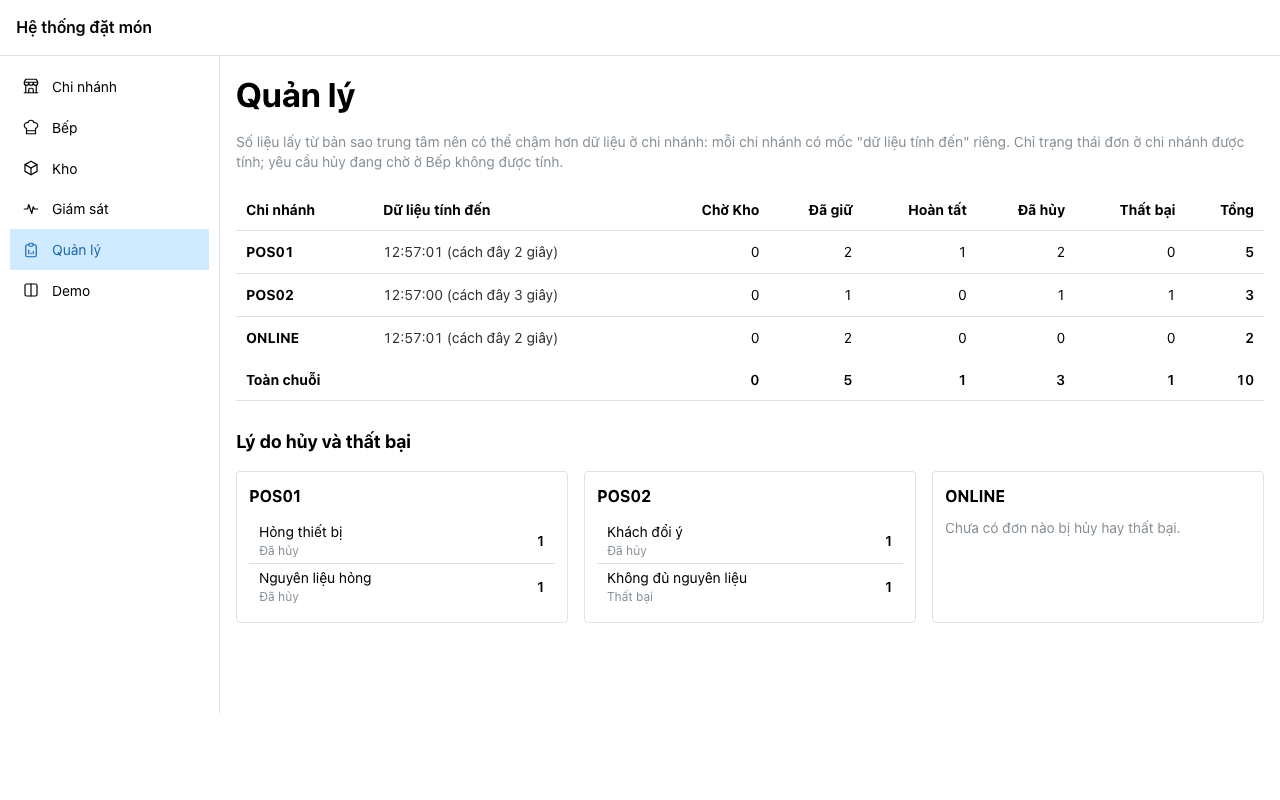 Hệ thống đặt món
Chi nhánh
Bếp
Kho
Giám sát
Quản lý
Demo
Quản lý
Số liệu lấy từ bản sao trung tâm nên có thể chậm hơn dữ liệu ở chi nhánh: mỗi chi nhánh có mốc "dữ liệu tính đến" riêng. Chỉ trạng thái đơn ở chi nhánh được
tính; yêu cầu hủy đang chờ ở Bếp không được tính.
Chi nhánh Dữ liệu tính đến Chờ Kho Đã giữ Hoàn tất Đã hủy Thất bại Tổng
POS01 12:57:01 (cách đây 2 giây) 0 2 1 2 0 5
POS02 12:57:00 (cách đây 3 giây) 0 1 0 1 1 3
ONLINE 12:57:01 (cách đây 2 giây) 0 2 0 0 0 2
Toàn chuỗi 0 5 1 3 1 10
Lý do hủy và thất bại
POS01
Hỏng thiết bị 1
Đã hủy
Nguyên liệu hỏng 1
Đã hủy
POS02
Khách đổi ý 1
Đã hủy
Không đủ nguyên liệu 1
Thất bại
ONLINE
Chưa có đơn nào bị hủy hay thất bại.